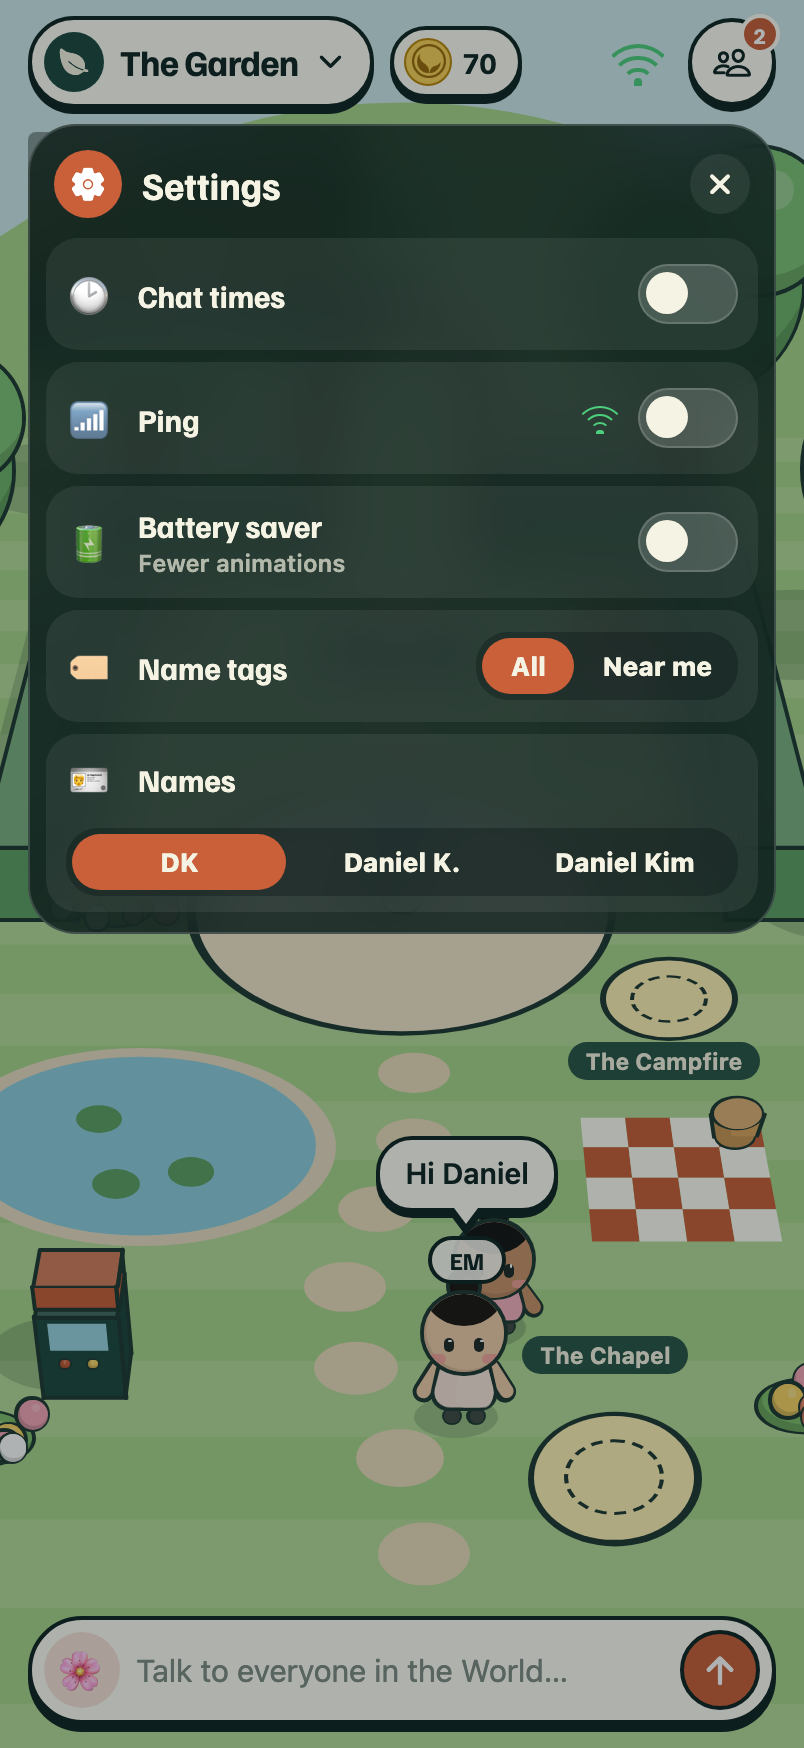 The Garden
70
2
Settings
Chat times
Ping
Battery saver
Fewer animations
Name tags
All
Near me
Names
DK
Daniel K.
Daniel Kim
The Campfire
Hi Daniel
EM
The Chapel
Talk to everyone in the World...